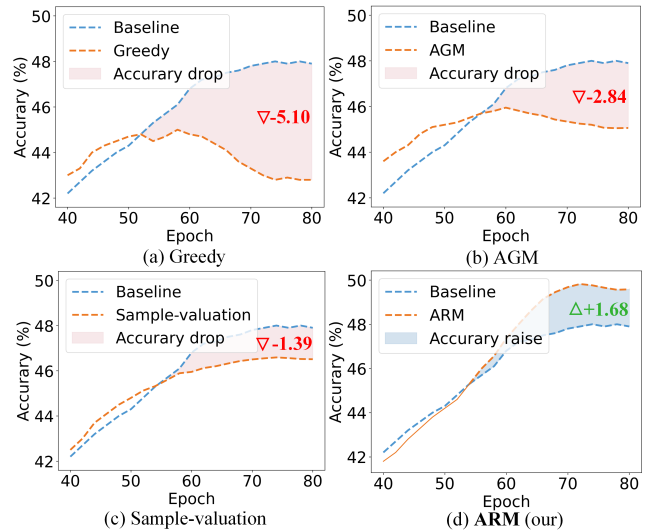 50
48
46
44
42
Accurary (%)
Baseline
Greedy
Accurary drop
∇-5.10
40 50 60 70 80
Epoch
(a) Greedy
50
48
46
44
42
Accurary (%)
Baseline
AGM
Accurary drop
∇-2.84
40 50 60 70 80
Epoch
(b) AGM
50
48
46
44
42
Accurary (%)
Baseline
Sample-valuation
Accurary drop
∇-1.39
40 50 60 70 80
Epoch
(c) Sample-valuation
50
48
46
44
42
Accurary (%)
Baseline
ARM
Accurary raise
Δ+1.68
40 50 60 70 80
Epoch
(d) ARM (our)